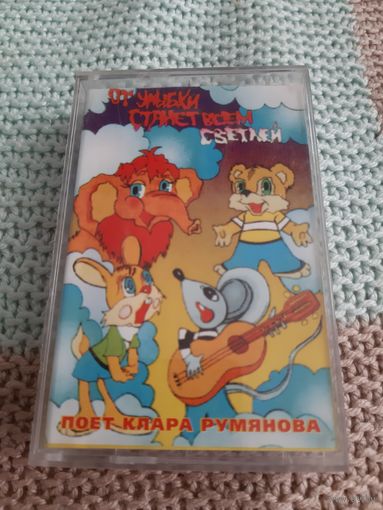 ОТ УЛЫБКИ
СТАНЕТ ВСЕМ
СВЕТЛЕЙ
ПОЕТ КЛАРА РУМЯНОВА